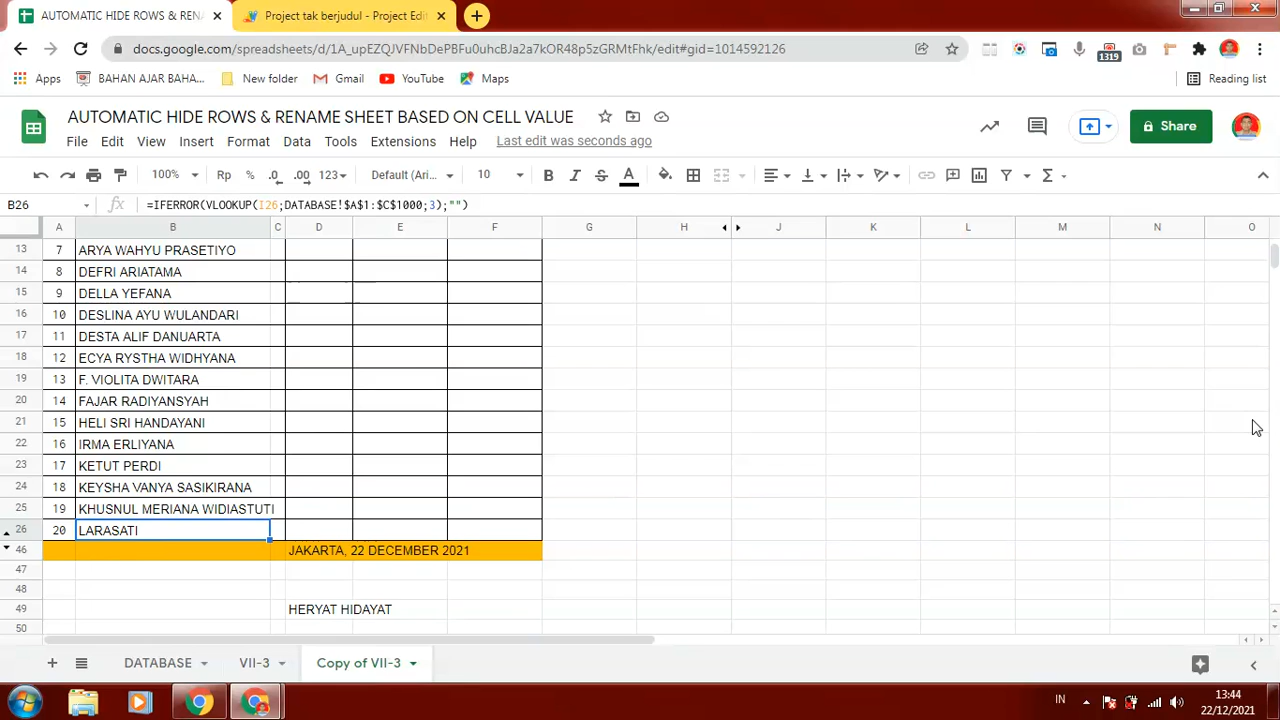 AUTOMATIC HIDE ROWS & RENA
Project tak berjudul - Project Edit
docs.google.com/spreadsheets/d/1A_upEZQJVFNbDePBFu0UhcBJa2a7kOR48p5zGRMtFhk/edit#gid=1014592126
1319
Apps BAHAN AJAR BAHA... New folder Gmail YouTube Maps Reading list
AUTOMATIC HIDE ROWS & RENAME SHEET BASED ON CELL VALUE
Share
File Edit View Insert Format Data Tools Extensions Help Last edit was seconds ago
100% Rp % .0 .00 123 Default (Ari... 10 B I S A
B26 fx =IFERROR(VLOOKUP(I26;DATABASE!$A$1:$C$1000;3);"")
A B C D E F G H J K L M N O
13 7 ARYA WAHYU PRASETIYO
14 8 DEFRI ARIATAMA
15 9 DELLA YEFANA
16 10 DESLINA AYU WULANDARI
17 11 DESTA ALIF DANUARTA
18 12 ECYA RYSTHA WIDHYANA
19 13 F. VIOLITA DWITARA
20 14 FAJAR RADIYANSYAH
21 15 HELI SRI HANDAYANI
22 16 IRMA ERLIYANA
23 17 KETUT PERDI
24 18 KEYSHA VANYA SASIKIRANA
25 19 KHUSNUL MERIANA WIDIASTUTI
26 20 LARASATI
46 JAKARTA, 22 DECEMBER 2021
47
48
49 HERYAT HIDAYAT
50
DATABASE VII-3 Copy of VII-3
IN 13:44
22/12/2021